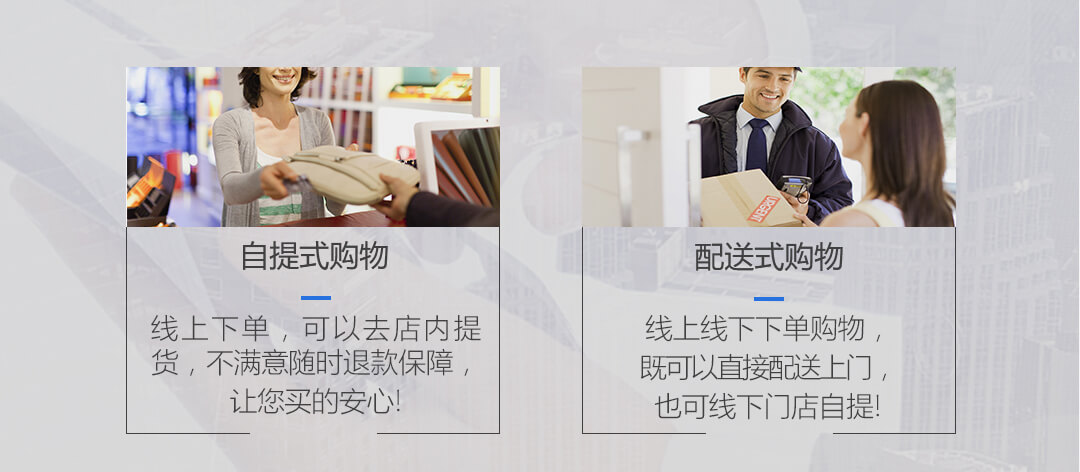 自提式购物
线上下单，可以去店内提
货，不满意随时退款保障，
让您买的安心!
URGENT
配送式购物
线上线下下单购物，
既可以直接配送上门，
也可线下门店自提!